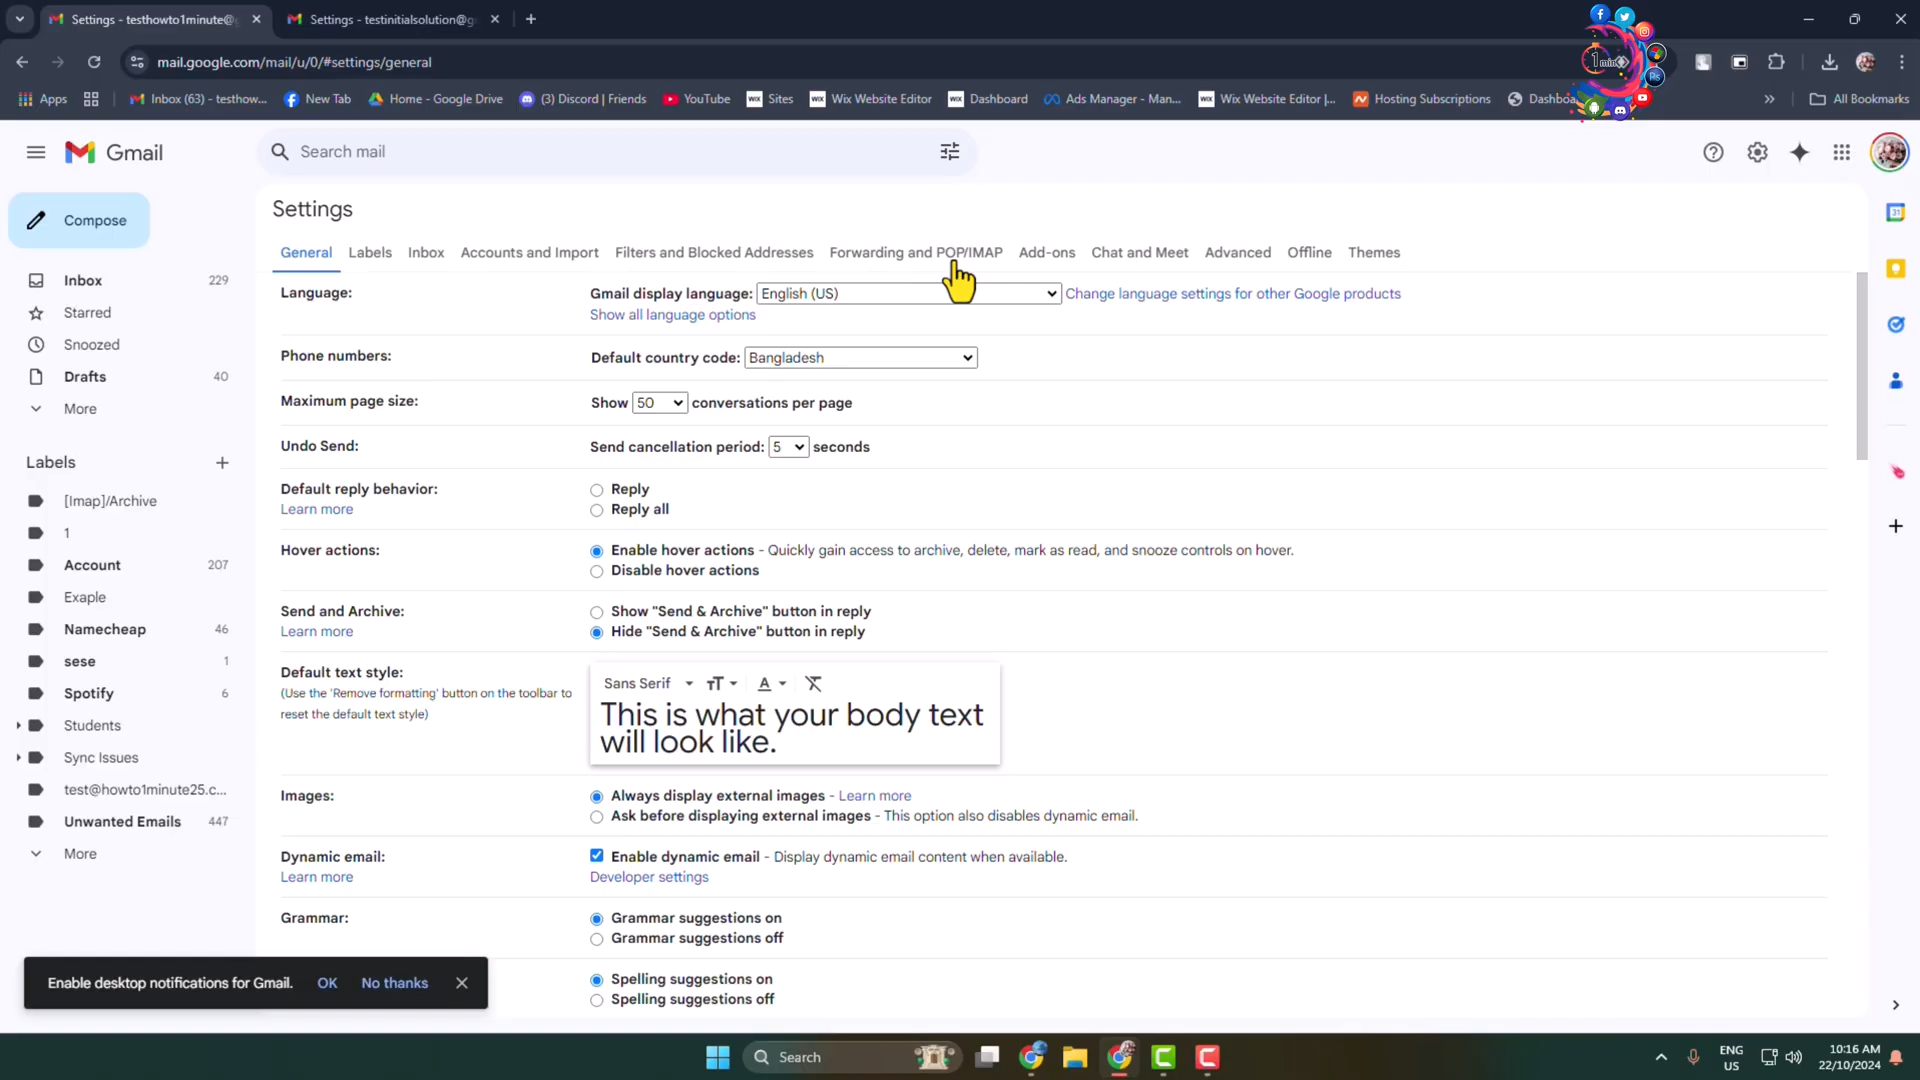 Settings - testhowto1minute@g
Settings - testinitialsolution@g
mail.google.com/mail/u/0/#settings/general
Apps
Inbox (63) - testhow...
New Tab
Home - Google Drive
(3) Discord | Friends
YouTube
Sites
Wix Website Editor
Dashboard
Ads Manager - Man...
Wix Website Editor |...
Hosting Subscriptions
Dashboa
All Bookmarks
1min
Ps
Gmail
Search mail
Compose
Inbox 229
Starred
Snoozed
Drafts 40
More
Labels
[Imap]/Archive
1
Account 207
Exaple
Namecheap 46
sese 1
Spotify 6
Students
Sync Issues
test@howto1minute25.c...
Unwanted Emails 447
More
Settings
General Labels Inbox Accounts and Import Filters and Blocked Addresses Forwarding and POP/IMAP Add-ons Chat and Meet Advanced Offline Themes
Language: Gmail display language: English (US) Change language settings for other Google products
Show all language options
Phone numbers: Default country code: Bangladesh
Maximum page size: Show 50 conversations per page
Undo Send: Send cancellation period: 5 seconds
Default reply behavior: Reply
Learn more Reply all
Hover actions: Enable hover actions - Quickly gain access to archive, delete, mark as read, and snooze controls on hover.
Disable hover actions
Send and Archive: Show "Send & Archive" button in reply
Learn more Hide "Send & Archive" button in reply
Default text style:
(Use the 'Remove formatting' button on the toolbar to
reset the default text style)
Sans Serif
This is what your body text
will look like.
Images: Always display external images - Learn more
Ask before displaying external images - This option also disables dynamic email.
Dynamic email: Enable dynamic email - Display dynamic email content when available.
Learn more Developer settings
Grammar: Grammar suggestions on
Grammar suggestions off
Spelling suggestions on
Spelling suggestions off
Enable desktop notifications for Gmail. OK No thanks
31
Search
ENG
US
10:16 AM
22/10/2024